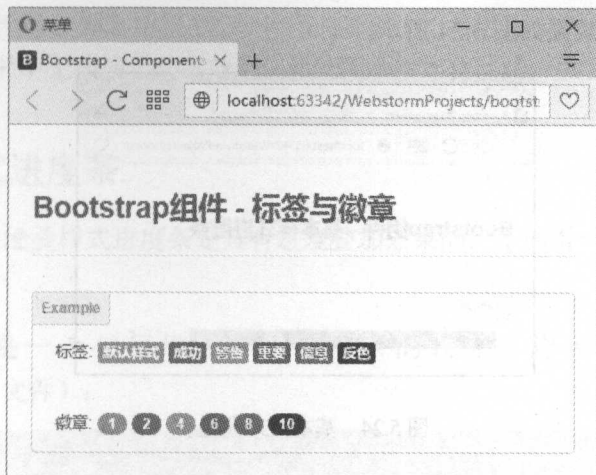 菜单
Bootstrap - Components
localhost:63342/WebstormProjects/bootst
Bootstrap组件 - 标签与徽章
Example
标签: 默认样式 成功 警告 重要 信息 反色
徽章: 1 2 4 6 8 10